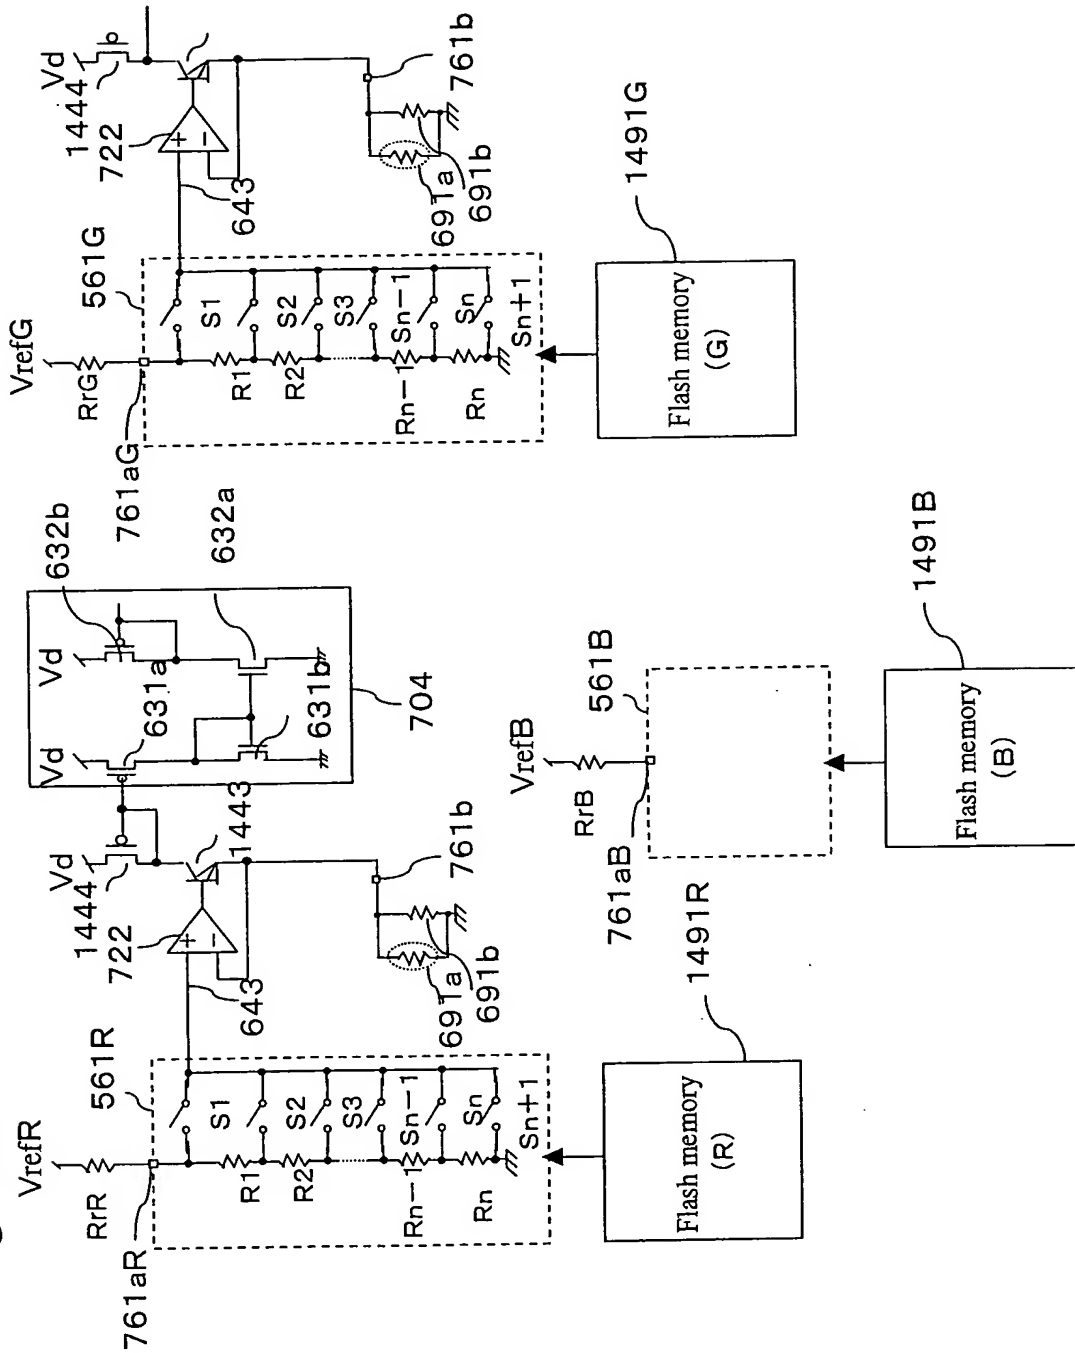 VrefR
RrR
761aR
561R
R1
R2
Rn-1
Rn
S1
S2
S3
Sn-1
Sn
Sn+1
643
Vd
1444
722
+
-
1443
761b
691a
691b
Flash memory
(R)
1491R
Vd
631a
631b
Vd
632b
632a
704
VrefB
RrB
761aB
561B
Flash memory
(B)
1491B
VrefG
RrG
761aG
561G
R1
R2
Rn-1
Rn
S1
S2
S3
Sn-1
Sn
Sn+1
643
Vd
1444
722
+
-
761b
691a
691b
Flash memory
(G)
1491G